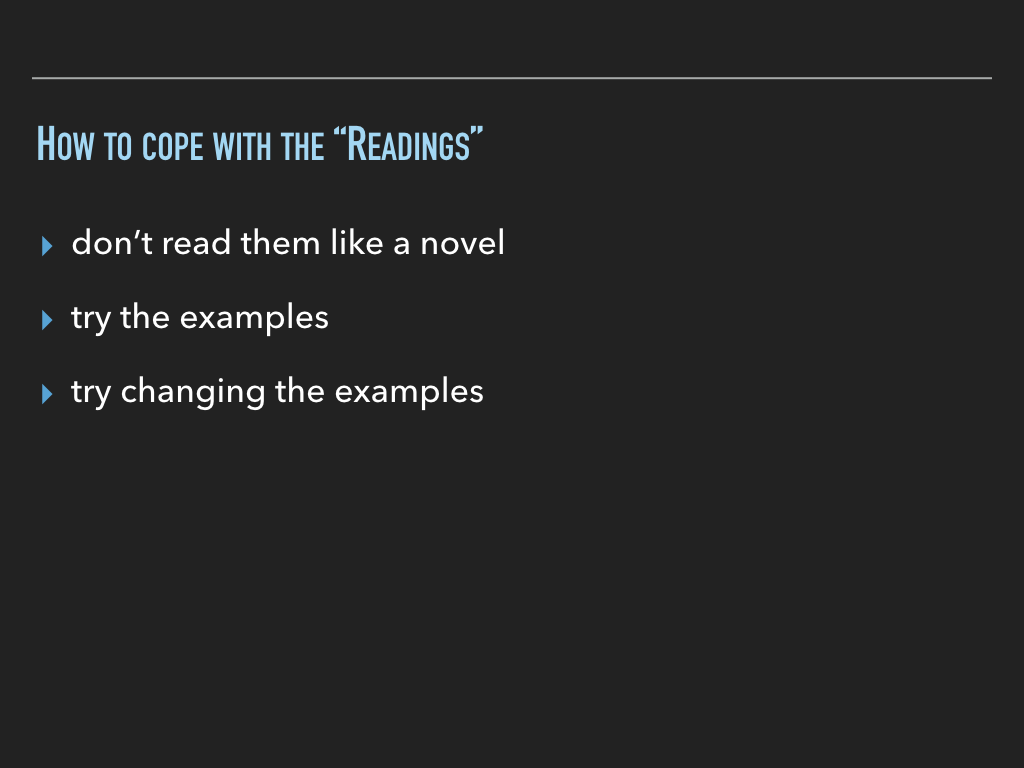 How to cope with the “Readings”
don’t read them like a novel
try the examples
try changing the examples